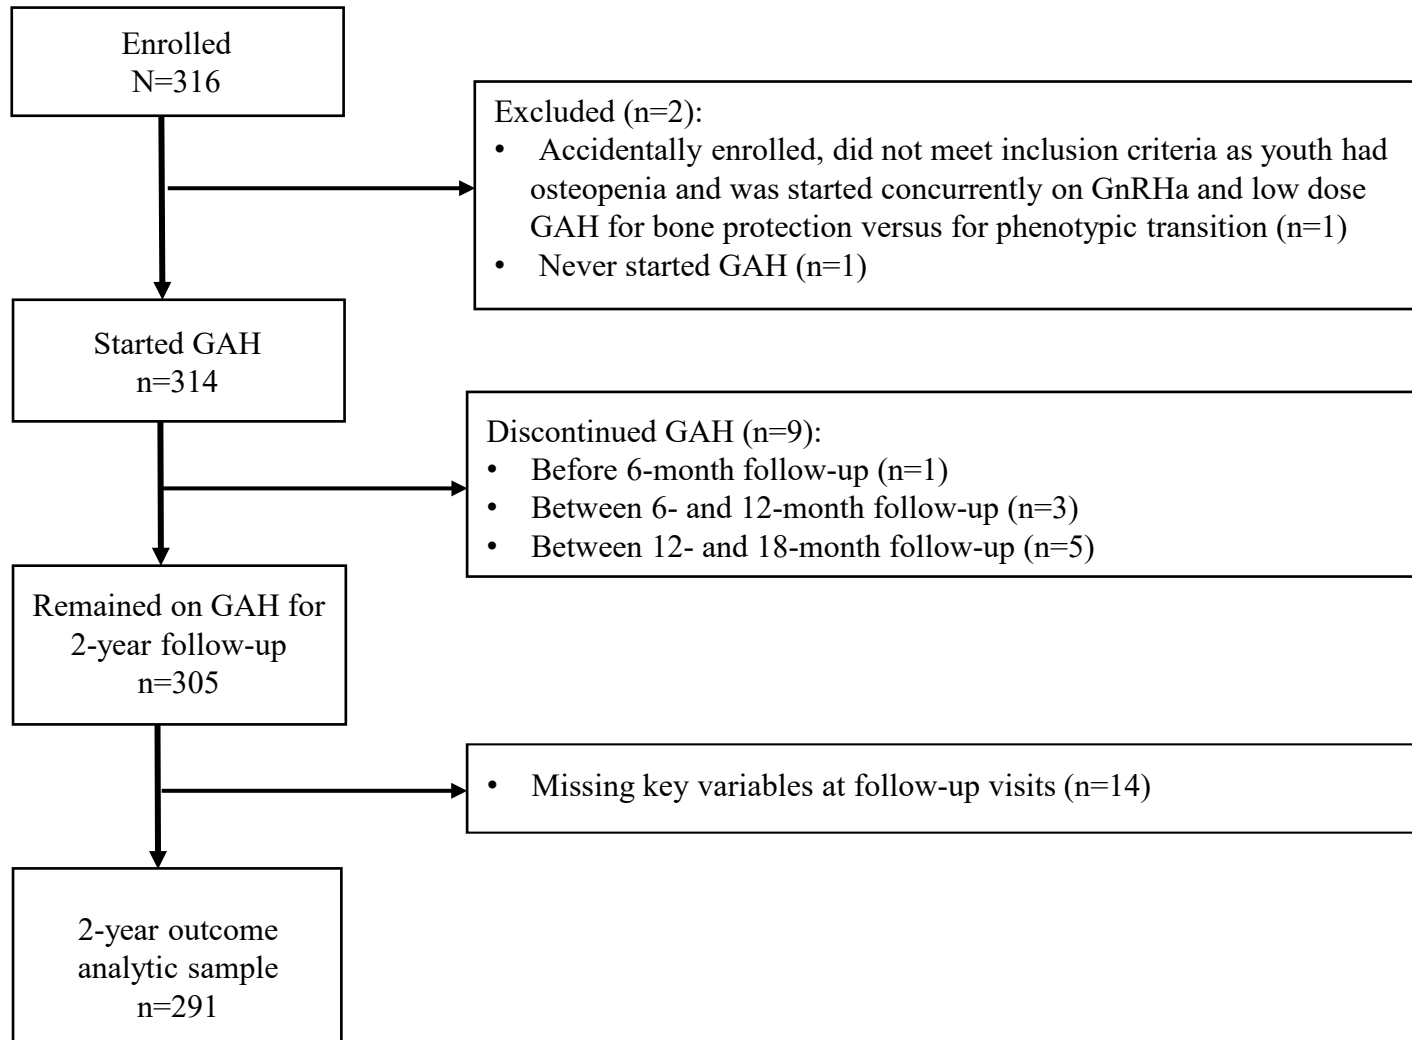 Enrolled
N=316
Excluded (n=2):
• Accidentally enrolled, did not meet inclusion criteria as youth had
osteopenia and was started concurrently on GnRHa and low dose
GAH for bone protection versus for phenotypic transition (n=1)
• Never started GAH (n=1)
Started GAH
n=314
Discontinued GAH (n=9):
• Before 6-month follow-up (n=1)
• Between 6- and 12-month follow-up (n=3)
• Between 12- and 18-month follow-up (n=5)
Remained on GAH for
2-year follow-up
n=305
• Missing key variables at follow-up visits (n=14)
2-year outcome
analytic sample
n=291